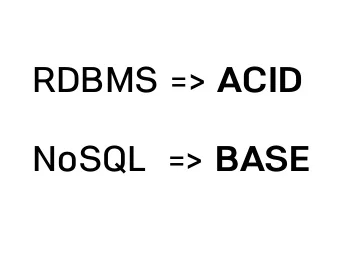 RDBMS => ACID
NoSQL => BASE